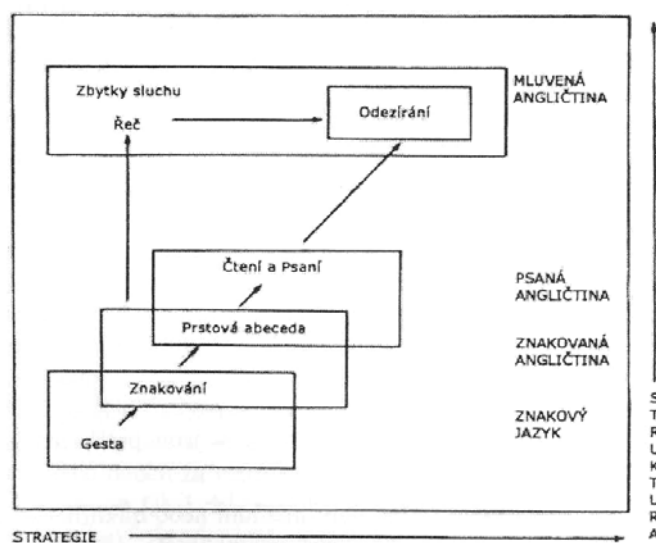 Zbytky sluchu
Řeč
Odezírání
MLUVENÁ
ANGLIČTINA
Čtení a Psaní
PSANÁ
ANGLIČTINA
Prstová abeceda
ZNAKOVANÁ
ANGLIČTINA
Znakování
Gesta
ZNAKOVÝ
JAZYK
STRUKTURA
STRATEGIE